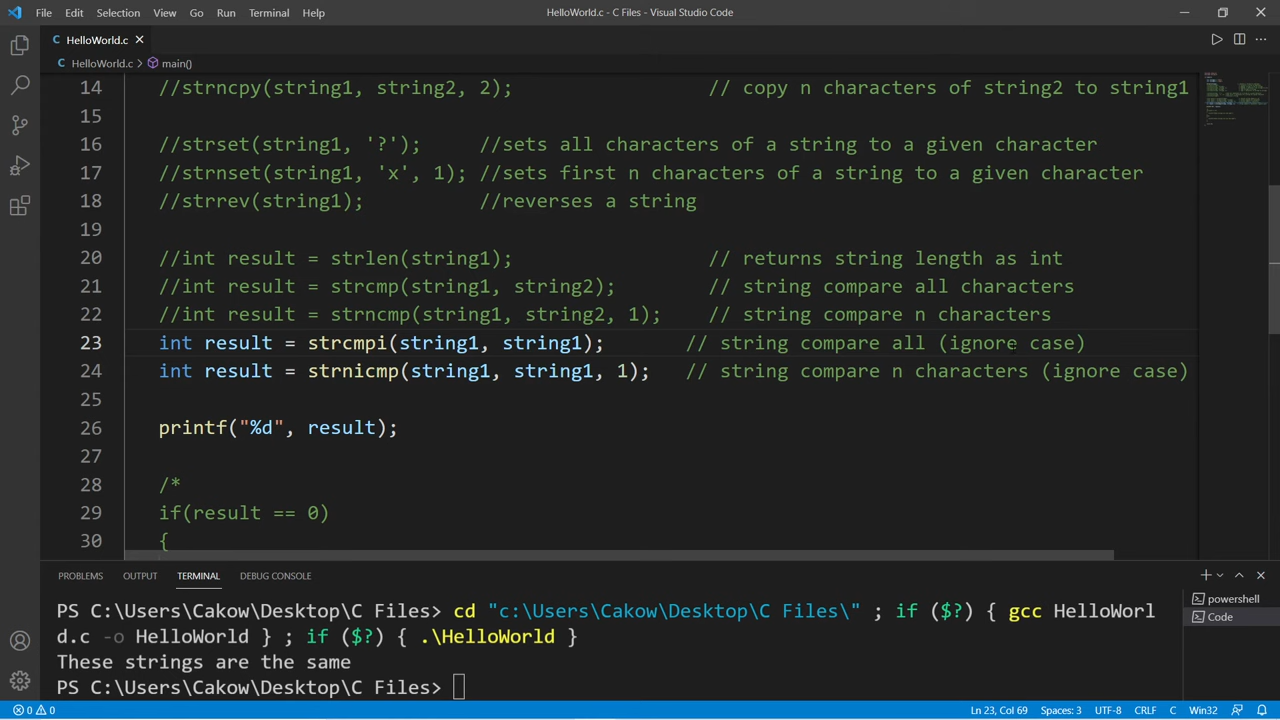 File Edit Selection View Go Run Terminal Help HelloWorld.c - C Files - Visual Studio Code
HelloWorld.c
HelloWorld.c > main()
14 //strncpy(string1, string2, 2); // copy n characters of string2 to string1
15
16 //strset(string1, '?'); //sets all characters of a string to a given character
17 //strnset(string1, 'x', 1); //sets first n characters of a string to a given character
18 //strrev(string1); //reverses a string
19
20 //int result = strlen(string1); // returns string length as int
21 //int result = strcmp(string1, string2); // string compare all characters
22 //int result = strncmp(string1, string2, 1); // string compare n characters
23 int result = strcmpi(string1, string1); // string compare all (ignore case)
24 int result = strnicmp(string1, string1, 1); // string compare n characters (ignore case)
25
26 printf("%d", result);
27
28 /*
29 if(result == 0)
30 {
PROBLEMS OUTPUT TERMINAL DEBUG CONSOLE
PS C:\Users\Cakow\Desktop\C Files> cd "c:\Users\Cakow\Desktop\C Files\" ; if ($?) { gcc HelloWorl
d.c -o HelloWorld } ; if ($?) { .\HelloWorld }
These strings are the same
PS C:\Users\Cakow\Desktop\C Files>
powershell
Code
0 0 Ln 23, Col 69 Spaces: 3 UTF-8 CRLF C Win32